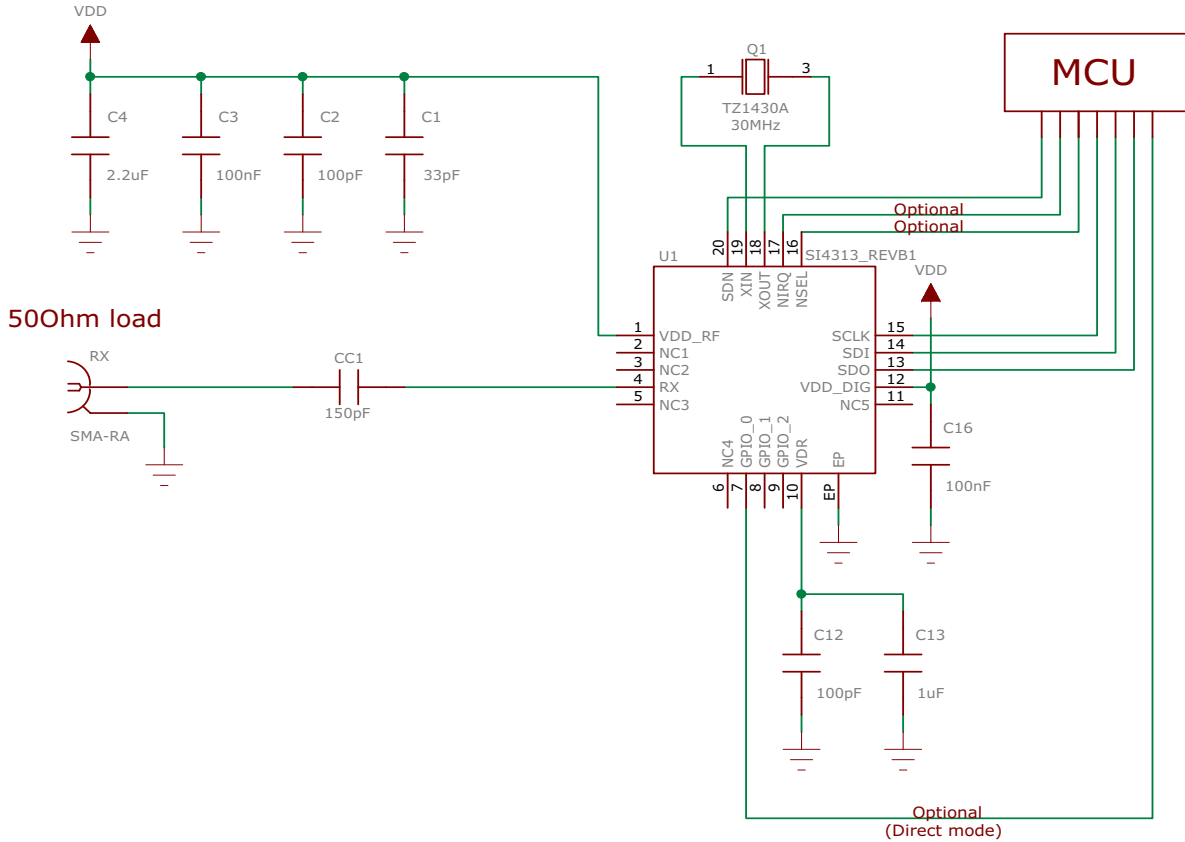 VDD
C4
C3
C2
C1
2.2uF
100nF
100pF
33pF
Q1
1
3
TZ1430A
30MHz
MCU
Optional
Optional
20
19
18
17
16
U1
SI4313_REVB1
VDD
SDN
XIN
XOUT
NIRQ
NSEL
50Ohm load
RX
SMA-RA
CC1
150pF
1
2
3
4
5
VDD_RF
NC1
NC2
RX
NC3
SCLK
SDI
SDO
VDD_DIG
NC5
15
14
13
12
11
NC4
GPIO_0
GPIO_1
GPIO_2
VDR
EP
6
7
8
9
10
EP
C16
100nF
C12
100pF
C13
1uF
Optional
(Direct mode)